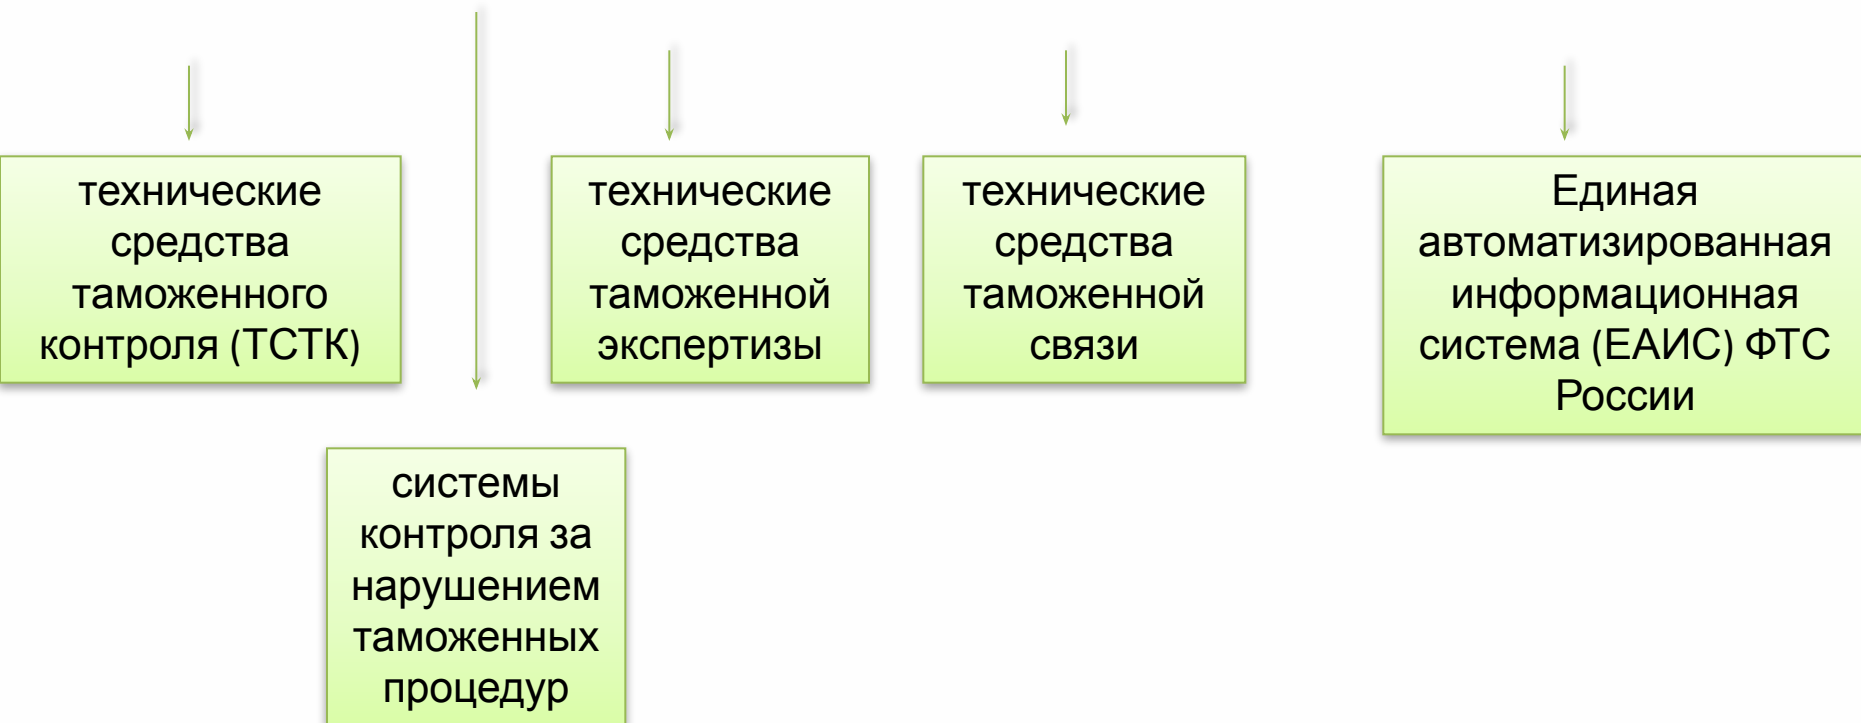 технические
средства
таможенного
контроля (ТСТК)
технические
средства
таможенной
экспертизы
технические
средства
таможенной
связи
Единая
автоматизированная
информационная
система (ЕАИС) ФТС
России
системы
контроля за
нарушением
таможенных
процедур